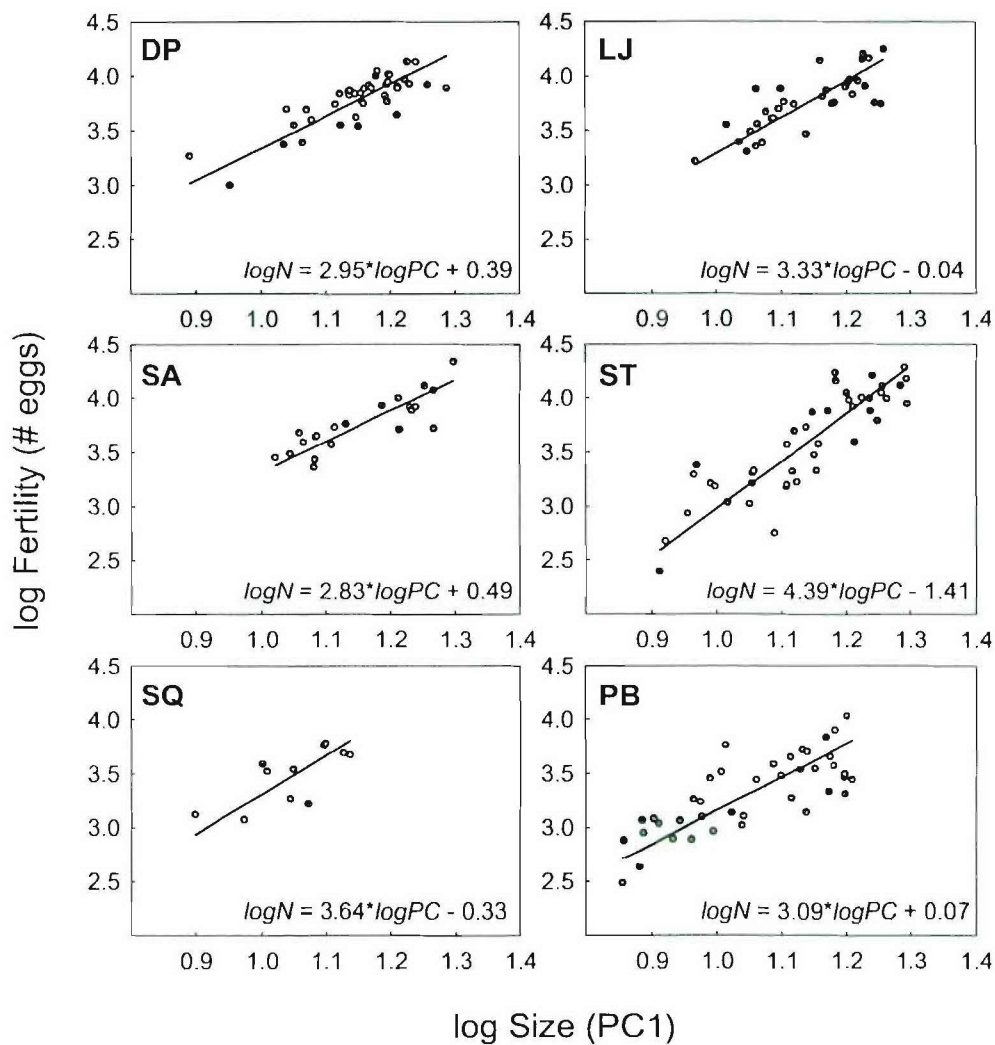 DP
4.5
4.0
3.5
3.0
2.5
logN = 2.95*logPC + 0.39
0.9 1.0 1.1 1.2 1.3 1.4
LJ
4.5
4.0
3.5
3.0
2.5
logN = 3.33*logPC - 0.04
0.9 1.0 1.1 1.2 1.3 1.4
SA
4.5
4.0
3.5
3.0
2.5
logN = 2.83*logPC + 0.49
0.9 1.0 1.1 1.2 1.3 1.4
ST
4.5
4.0
3.5
3.0
2.5
logN = 4.39*logPC - 1.41
0.9 1.0 1.1 1.2 1.3 1.4
SQ
4.5
4.0
3.5
3.0
2.5
logN = 3.64*logPC - 0.33
0.9 1.0 1.1 1.2 1.3 1.4
PB
4.5
4.0
3.5
3.0
2.5
logN = 3.09*logPC + 0.07
0.9 1.0 1.1 1.2 1.3 1.4
log Fertility (# eggs)
log Size (PC1)